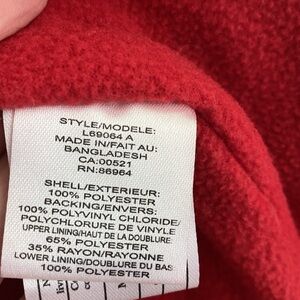 STYLE/MODELE:
L69064 A
MADE IN/FAIT AU:
BANGLADESH
CA:00521
RN:86964
SHELL/EXTERIEUR:
100% POLYESTER
BACKING/ENVERS:
100% POLYVINYL CHLORIDE/
POLYCHLORURE DE VINYLE
UPPER LINING/HAUT DE LA DOUBLURE:
65% POLYESTER
35% RAYON/RAYONNE
LOWER LINING/DOUBLURE DU BAS:
100% POLYESTER